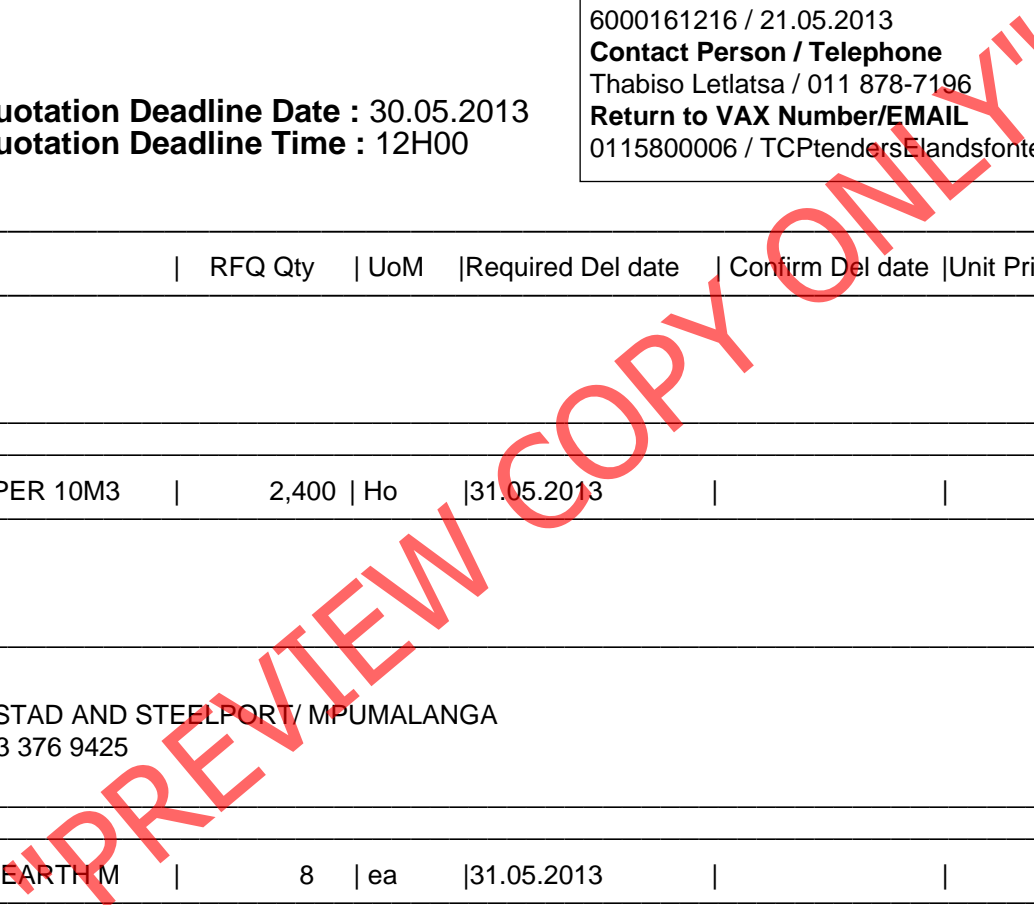 6000161216 / 21.05.2013
Contact Person / Telephone
Thabiso Letlatsa / 011 878-7196
uotation Deadline Date : 30.05.2013
Return to VAX Number/EMAIL
uotation Deadline Time : 12H00
0115800006 / TCPtendersElandsfonte
| RFQ Qty | UoM |Required Del date | Confirm Del date |Unit Pri
PER 10M3 | 2,400 | Ho |31.05.2013 | |
STAD AND STEELPORT/ MPUMALANGA
3 376 9425
EARTH M | 8 | ea |31.05.2013 | |
"PREVIEW COPY ONLY"